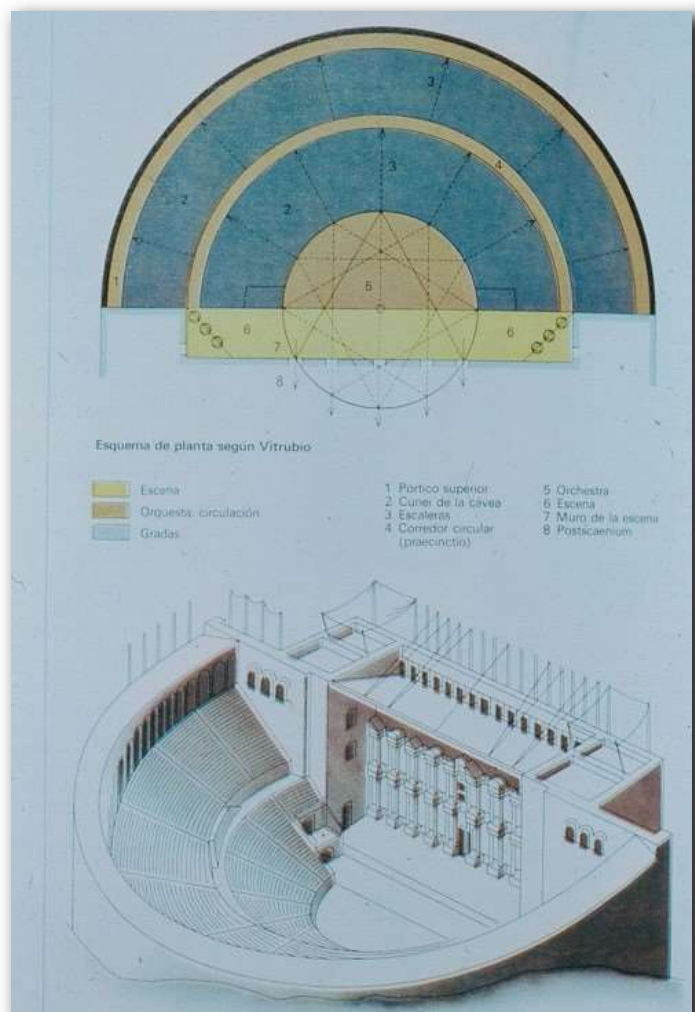 3
4
3
2
2
1
5
6
6
7
8
Esquema de planta según Vitrubio
Escena
Orquesta: circulación
Gradas
1 Pórtico superior
2 Cunei de la cávea
3 Escaleras
4 Corredor circular
(praecinctio)
5 Orchestra
6 Escena
7 Muro de la escena
8 Postscaenium